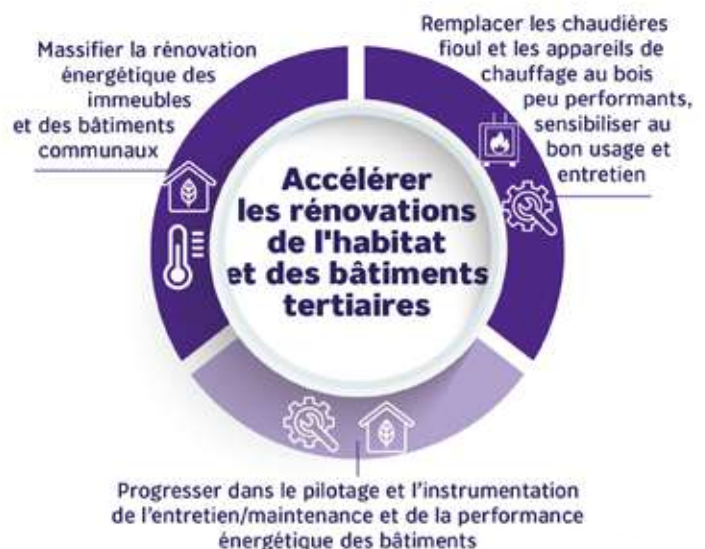 Massifier la rénovation
énergétique des
immeubles
et des bâtiments
communaux
Remplacer les chaudières
fioul et les appareils de
chauffage au bois
peu performants,
sensibiliser au
bon usage et
entretien
Accélérer
les rénovations
de l'habitat
et des bâtiments
tertiaires
Progresser dans le pilotage et l'instrumentation
de l'entretien/maintenance et de la performance
énergétique des bâtiments